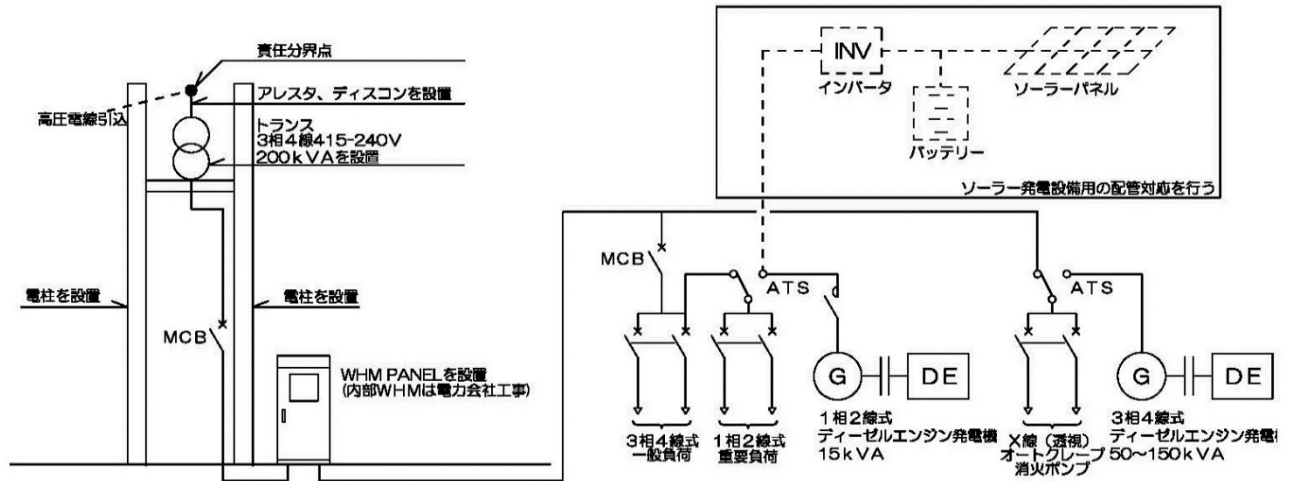 責任分界点
高圧電線引込
アレスタ、ディスコンを設置
トランス
3相4線415-240V
200kVAを設置
電柱を設置
電柱を設置
MCB
WHM PANELを設置
(内部WHMは電力会社工事)
INV
インバータ
ソーラーパネル
バッテリー
ソーラー発電設備用の配管対応を行う
MCB
ATS
ATS
G
DE
G
DE
3相4線式
一般負荷
1相2線式
重要負荷
1相2線式
ディーゼルエンジン発電機
15kVA
X線(透視)
オートクレーブ
消火ポンプ
3相4線式
ディーゼルエンジン発電機
50~150kVA